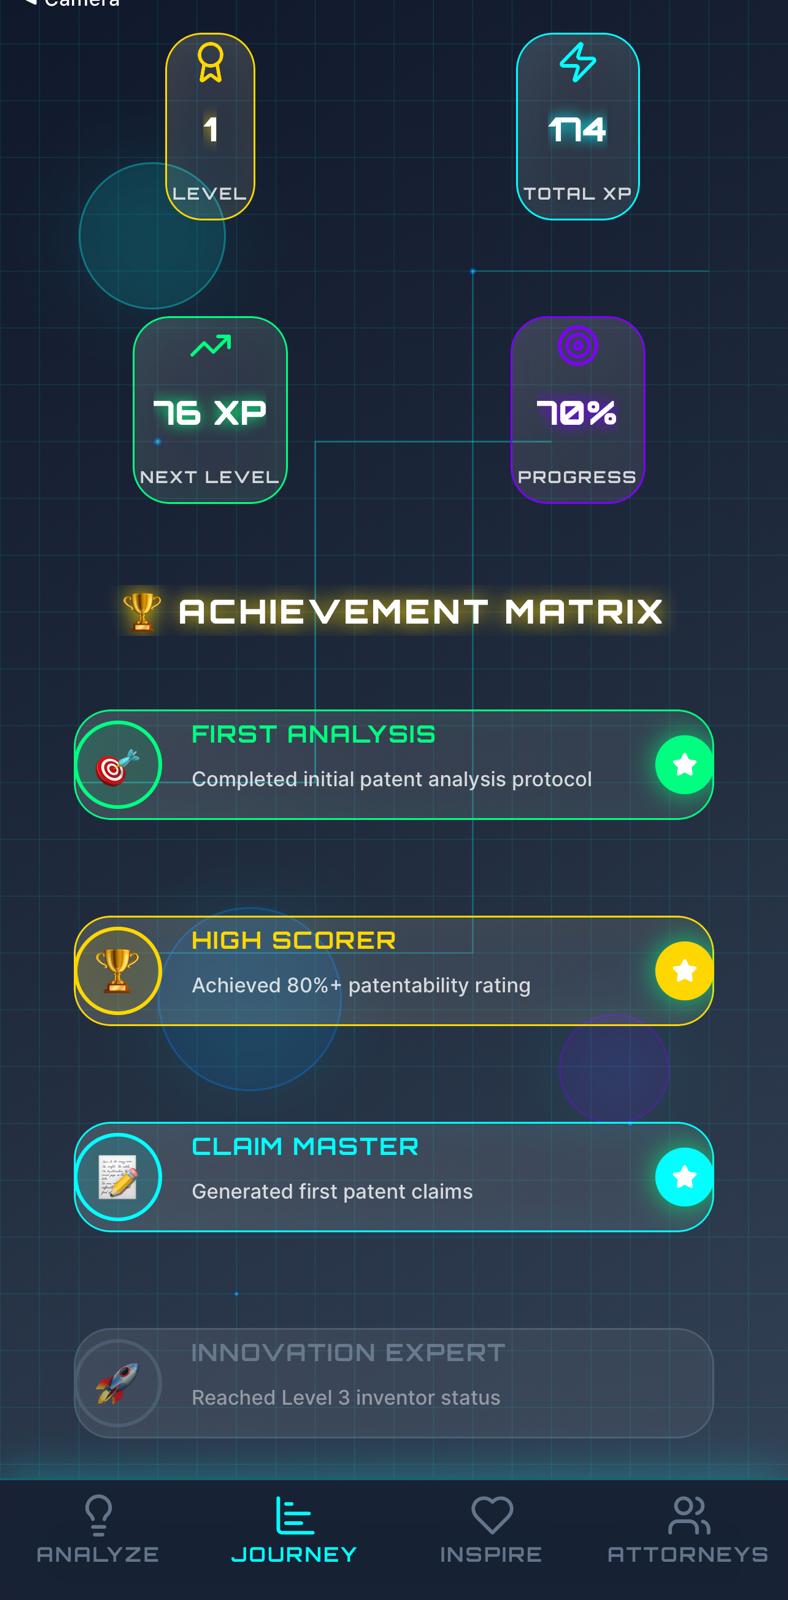 ◀ Camera
1
174
LEVEL
TOTAL XP
76 XP
70%
NEXT LEVEL
PROGRESS
🏆 ACHIEVEMENT MATRIX
FIRST ANALYSIS
Completed initial patent analysis protocol
HIGH SCORER
Achieved 80%+ patentability rating
CLAIM MASTER
Generated first patent claims
INNOVATION EXPERT
Reached Level 3 inventor status
ANALYZE
JOURNEY
INSPIRE
ATTORNEYS